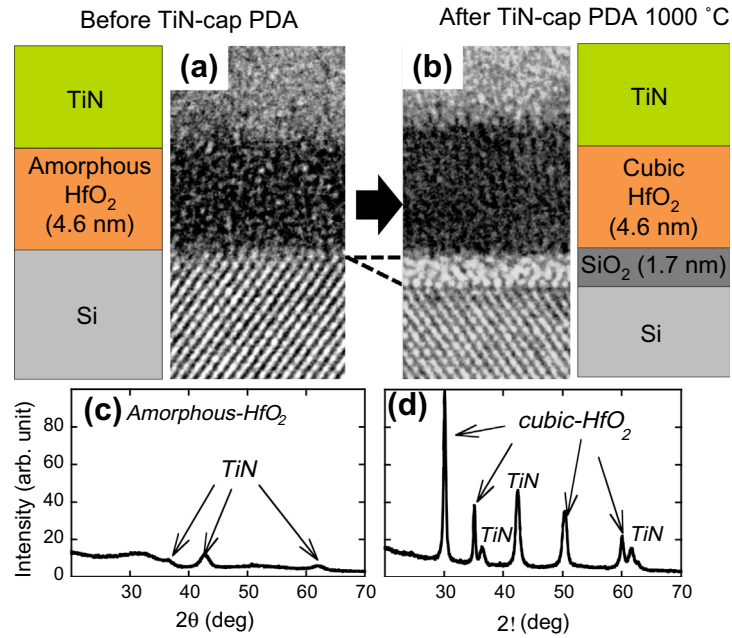 Before TiN-cap PDA
After TiN-cap PDA 1000 ˚C
TiN
Amorphous
HfO₂
(4.6 nm)
Si
(a)
(b)
TiN
Cubic
HfO₂
(4.6 nm)
SiO₂ (1.7 nm)
Si
(c) Amorphous-HfO₂
TiN
Intensity (arb. unit)
80
60
40
20
0
30 40 50 60 70
2θ (deg)
(d)
cubic-HfO₂
TiN
TiN
TiN
30 40 50 60 70
2! (deg)